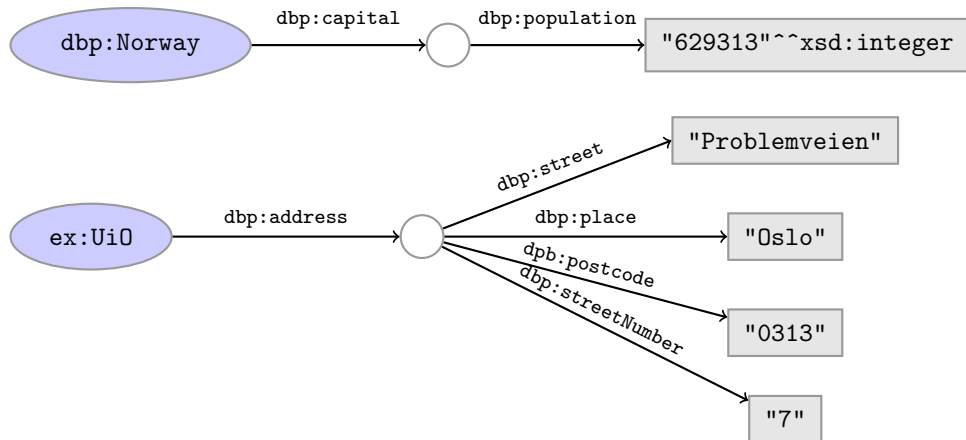 dbp:capital
dbp:population
dbp:Norway
"629313"^^xsd:integer
"Problemveien"
dbp:street
dbp:address
dbp:place
ex:UiO
"Oslo"
dpb:postcode
dbp:streetNumber
"0313"
"7"